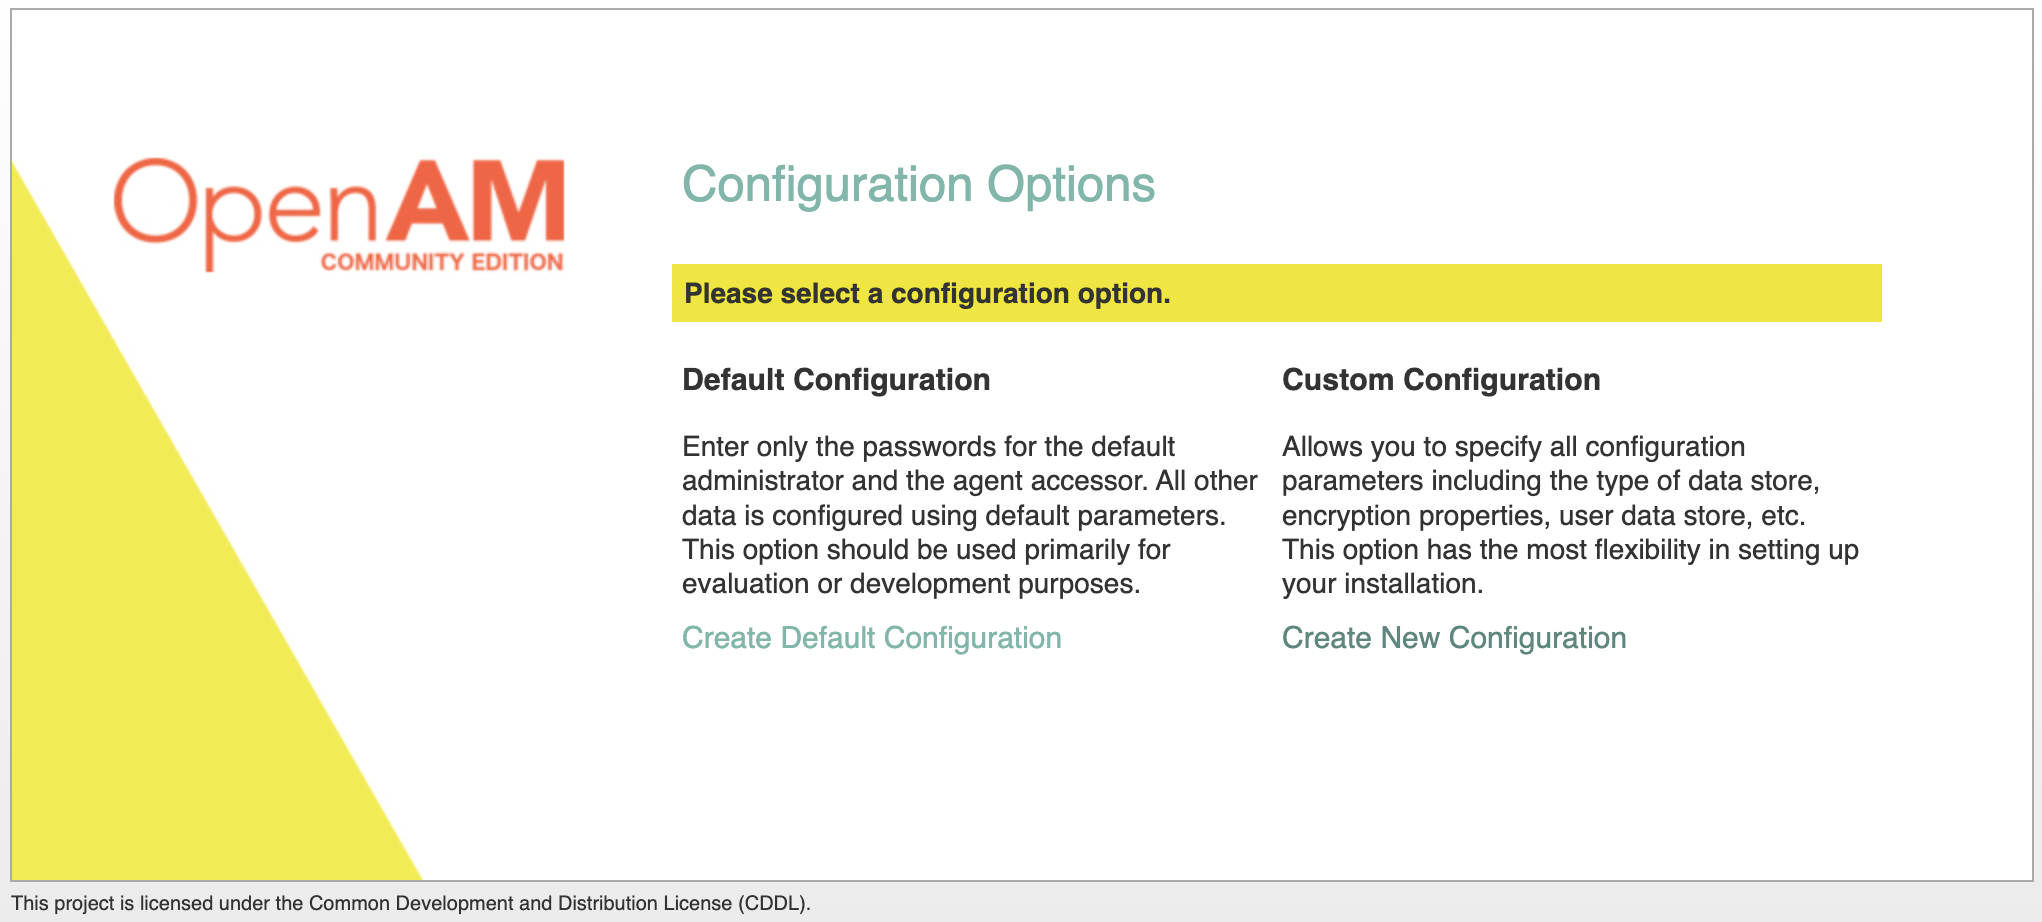 OpenAM
COMMUNITY EDITION
Configuration Options
Please select a configuration option.
Default Configuration
Enter only the passwords for the default
administrator and the agent accessor. All other
data is configured using default parameters.
This option should be used primarily for
evaluation or development purposes.
Create Default Configuration
Custom Configuration
Allows you to specify all configuration
parameters including the type of data store,
encryption properties, user data store, etc.
This option has the most flexibility in setting up
your installation.
Create New Configuration
This project is licensed under the Common Development and Distribution License (CDDL).